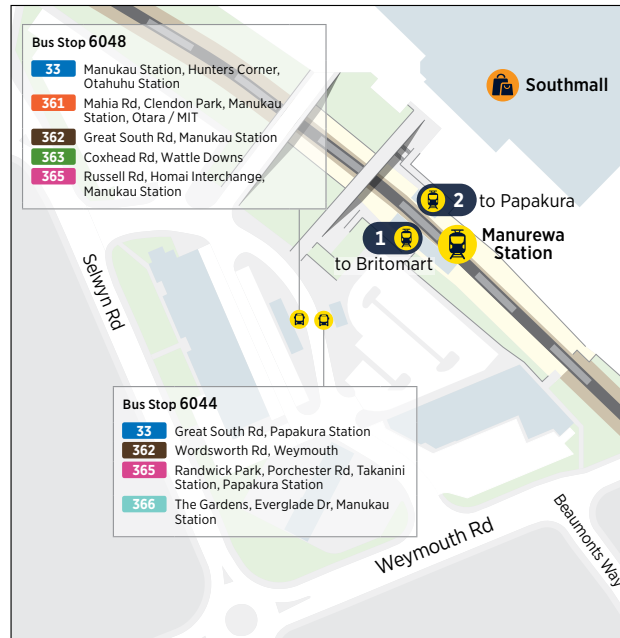 Bus Stop 6048
33 Manukau Station, Hunters Corner,
Otahuhu Station
361 Mahia Rd, Clendon Park, Manukau
Station, Otara / MIT
362 Great South Rd, Manukau Station
363 Coxhead Rd, Wattle Downs
365 Russell Rd, Homai Interchange,
Manukau Station
Southmall
2 to Papakura
1
to Britomart
Manurewa
Station
Selwyn Rd
Bus Stop 6044
33 Great South Rd, Papakura Station
362 Wordsworth Rd, Weymouth
365 Randwick Park, Porchester Rd, Takanini
Station, Papakura Station
366 The Gardens, Everglade Dr, Manukau
Station
Weymouth Rd
Beaumonts Way